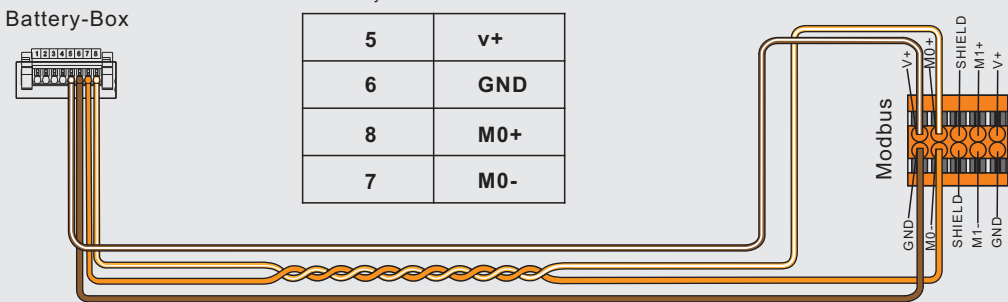 Battery-Box
1 2 3 4 5 6 7 8
5 v+
6 GND
8 M0+
7 M0-
Modbus
V+
M0+
SHIELD
M1+
V+
GND
M0-
SHIELD
M1-
GND